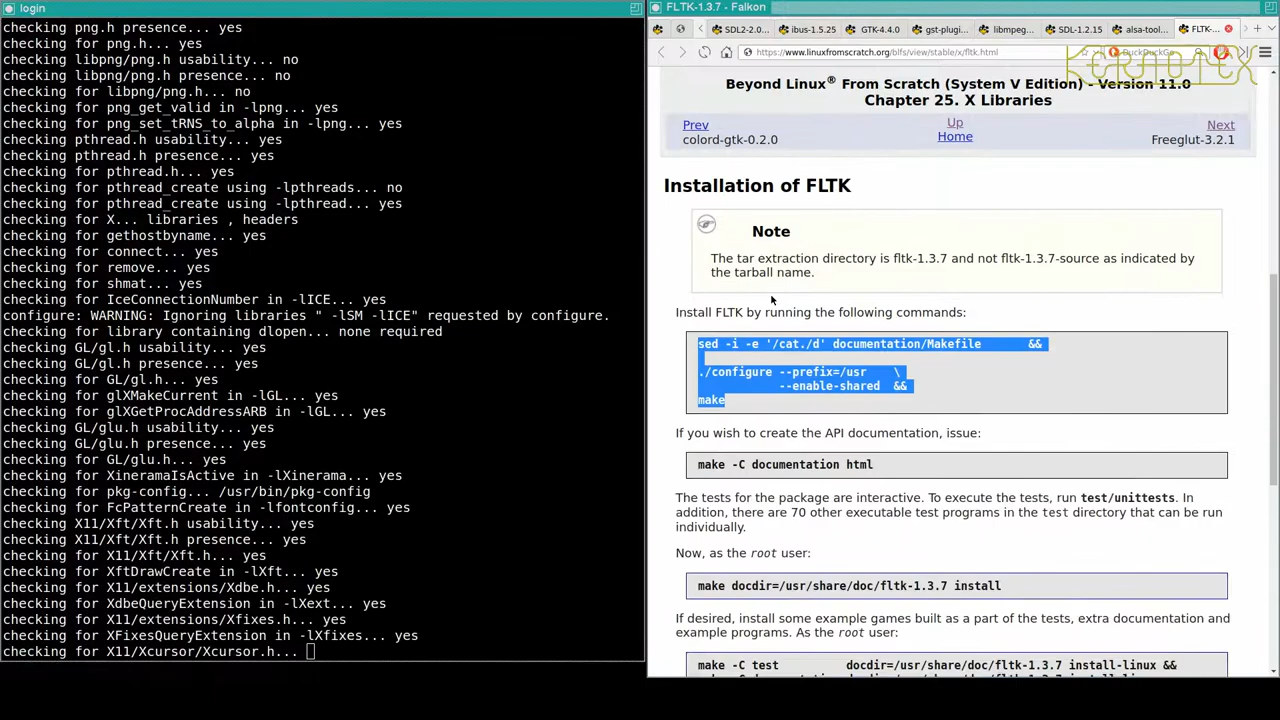 login
checking png.h presence... yes
checking for png.h... yes
checking libpng/png.h usability... no
checking libpng/png.h presence... no
checking for libpng/png.h... no
checking for png_get_valid in -lpng... yes
checking for png_set_tRNS_to_alpha in -lpng... yes
checking pthread.h usability... yes
checking pthread.h presence... yes
checking for pthread.h... yes
checking for pthread_create using -lpthreads... no
checking for pthread_create using -lpthread... yes
checking for X... libraries , headers
checking for gethostbyname... yes
checking for connect... yes
checking for remove... yes
checking for shmat... yes
checking for IceConnectionNumber in -lICE... yes
configure: WARNING: Ignoring libraries " -lSM -lICE" requested by configure.
checking for library containing dlopen... none required
checking GL/gl.h usability... yes
checking GL/gl.h presence... yes
checking for GL/gl.h... yes
checking for glXMakeCurrent in -lGL... yes
checking for glXGetProcAddressARB in -lGL... yes
checking GL/glu.h usability... yes
checking GL/glu.h presence... yes
checking for GL/glu.h... yes
checking for XineramaIsActive in -lXinerama... yes
checking for pkg-config... /usr/bin/pkg-config
checking for FcPatternCreate in -lfontconfig... yes
checking X11/Xft/Xft.h usability... yes
checking X11/Xft/Xft.h presence... yes
checking for X11/Xft/Xft.h... yes
checking for XftDrawCreate in -lXft... yes
checking for X11/extensions/Xdbe.h... yes
checking for XdbeQueryExtension in -lXext... yes
checking for X11/extensions/Xfixes.h... yes
checking for XFixesQueryExtension in -lXfixes... yes
checking for X11/Xcursor/Xcursor.h...
FLTK-1.3.7 - Falkon
SDL2-2.0... ibus-1.5.25 GTK-4.4.0 gst-plugi... libmpeg... SDL-1.2.15 alsa-tool... FLTK-...
https://www.linuxfromscratch.org/blfs/view/stable/x/fltk.html DuckDuckGo
KERNOTEX
Beyond Linux® From Scratch (System V Edition) - Version 11.0
Chapter 25. X Libraries
Prev Up Next
colord-gtk-0.2.0 Home Freeglut-3.2.1
Installation of FLTK
Note
The tar extraction directory is fltk-1.3.7 and not fltk-1.3.7-source as indicated by
the tarball name.
Install FLTK by running the following commands:
sed -i -e '/cat./d' documentation/Makefile &&
./configure --prefix=/usr \
--enable-shared &&
make
If you wish to create the API documentation, issue:
make -C documentation html
The tests for the package are interactive. To execute the tests, run test/unittests. In
addition, there are 70 other executable test programs in the test directory that can be run
individually.
Now, as the root user:
make docdir=/usr/share/doc/fltk-1.3.7 install
If desired, install some example games built as a part of the tests, extra documentation and
example programs. As the root user:
make -C test docdir=/usr/share/doc/fltk-1.3.7 install-linux &&